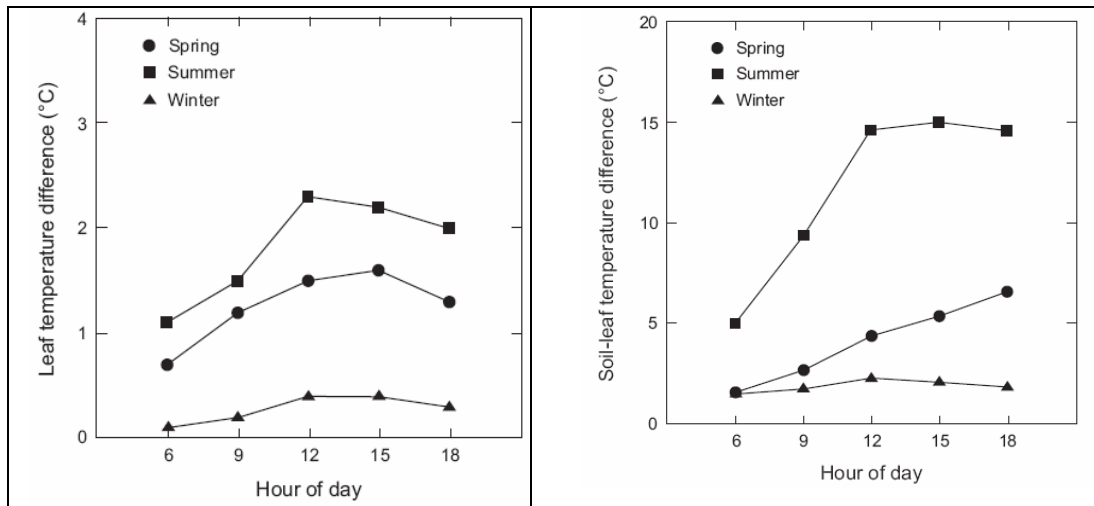 4
3
2
1
0
Leaf temperature difference (°C)
Spring
Summer
Winter
6 9 12 15 18
Hour of day
20
15
10
5
0
Soil-leaf temperature difference (°C)
Spring
Summer
Winter
6 9 12 15 18
Hour of day